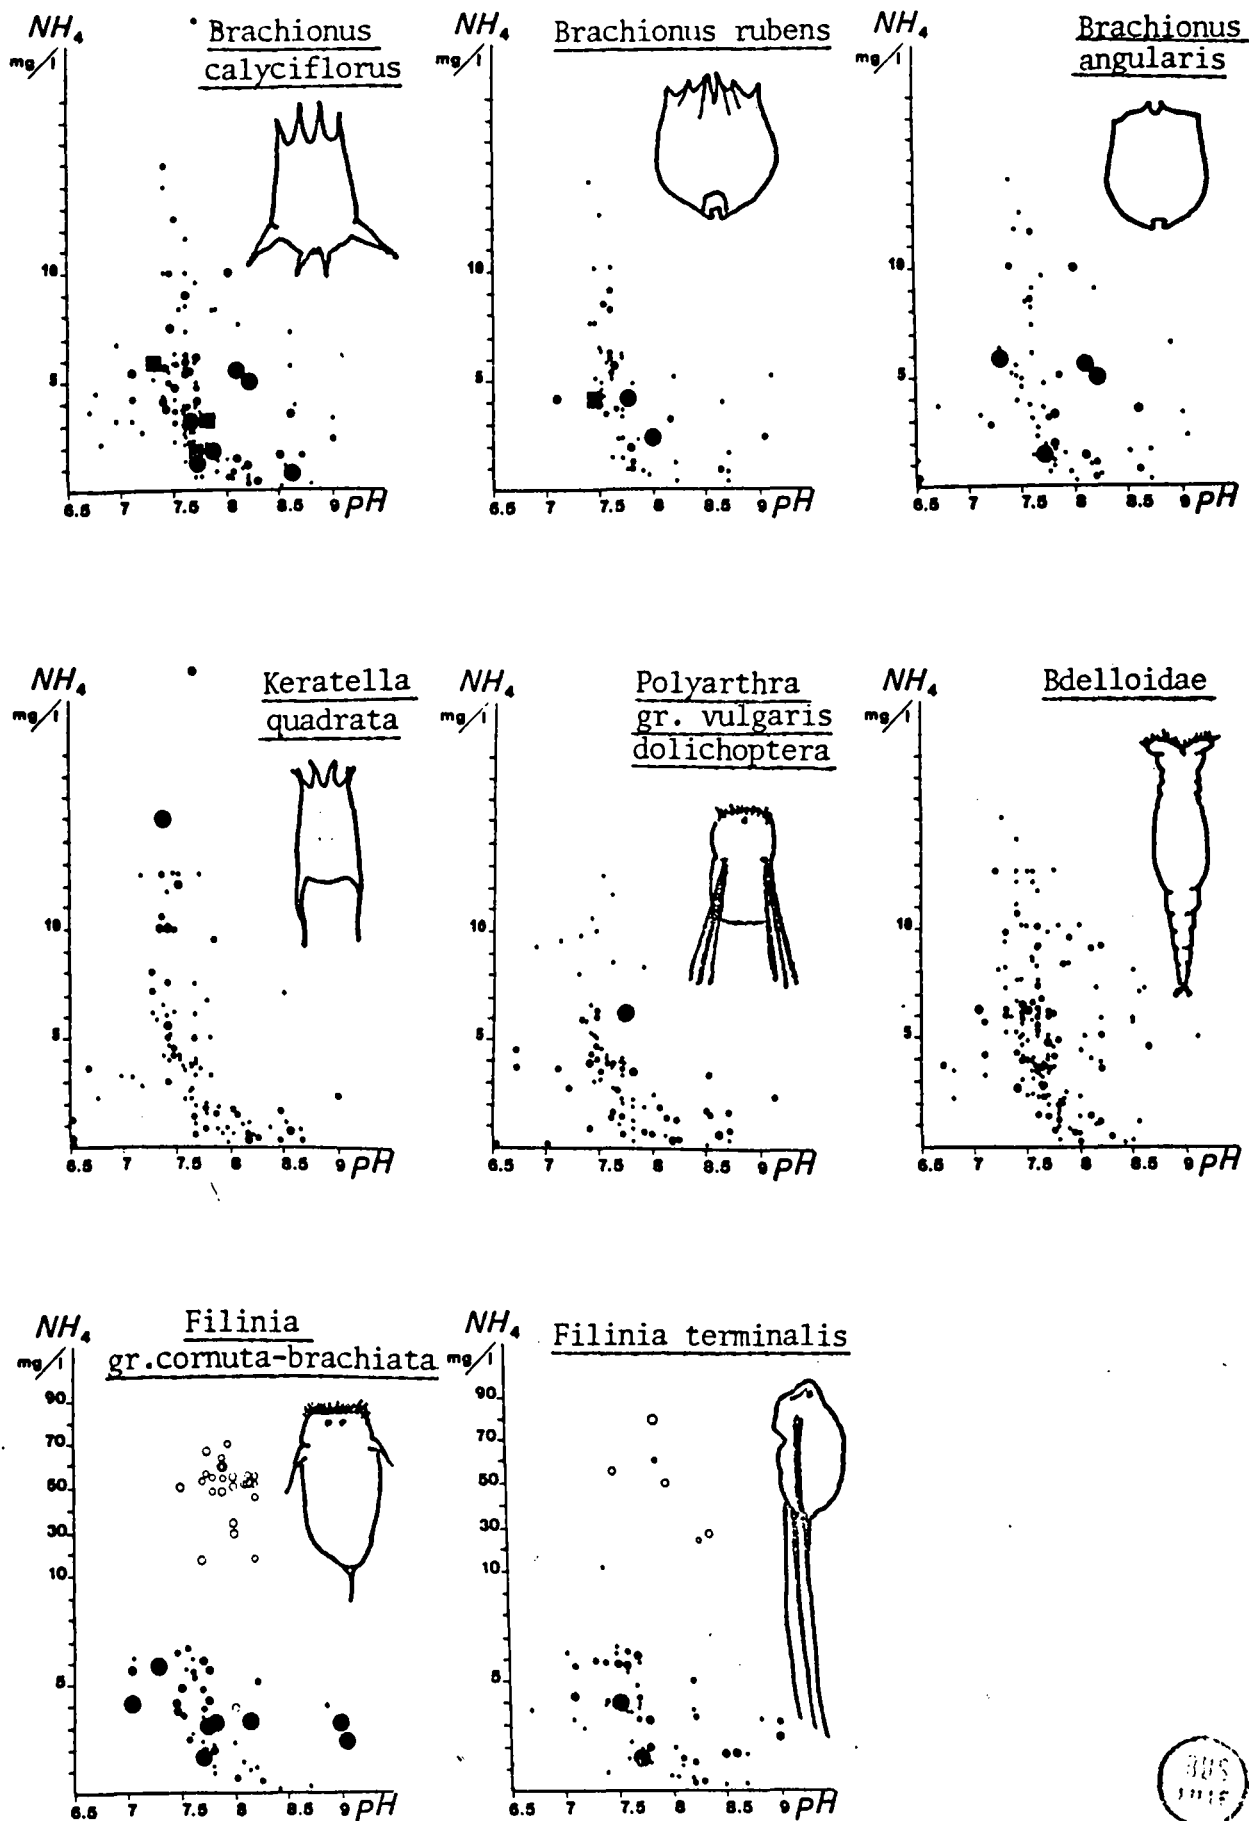 NH4 Brachionus calyciflorus
mg/l
10
5
6.5 7 7.5 8 8.5 9 pH
NH4 Brachionus rubens
mg/l
10
5
6.5 7 7.5 8 8.5 9 pH
NH4 Brachionus angularis
mg/l
10
5
6.5 7 7.5 8 8.5 9 pH
NH4 Keratella quadrata
mg/l
10
5
6.5 7 7.5 8 8.5 9 pH
NH4 Polyarthra gr. vulgaris dolichoptera
mg/l
10
5
6.5 7 7.5 8 8.5 9 pH
NH4 Bdelloidae
mg/l
10
5
6.5 7 7.5 8 8.5 9 pH
NH4 Filinia gr.cornuta-brachiata
mg/l
90
70
50
30
10
5
6.5 7 7.5 8 8.5 9 pH
NH4 Filinia terminalis
mg/l
90
70
50
30
10
5
6.5 7 7.5 8 8.5 9 pH